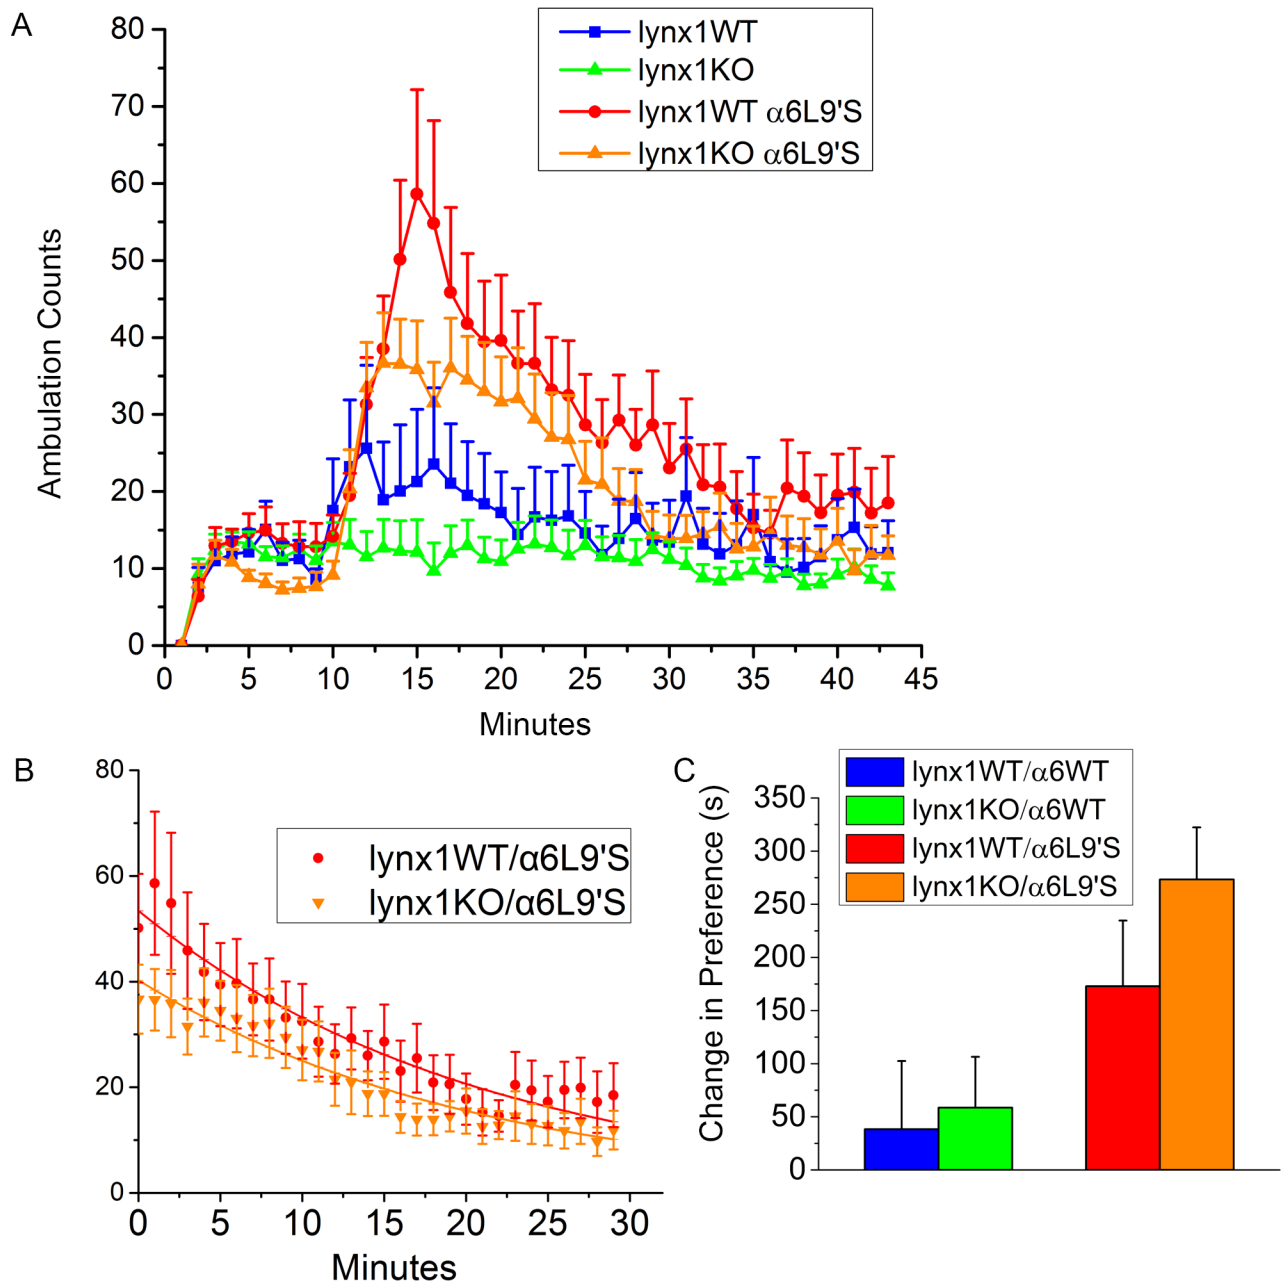 A
80
70
60
50
40
30
20
10
0
Ambulation Counts
lynx1WT
lynx1KO
lynx1WT α6L9'S
lynx1KO α6L9'S
0 5 10 15 20 25 30 35 40 45
Minutes
B
80
60
40
20
0
lynx1WT/α6L9'S
lynx1KO/α6L9'S
0 5 10 15 20 25 30
Minutes
C
Change in Preference (s)
350
300
250
200
150
100
50
0
lynx1WT/α6WT
lynx1KO/α6WT
lynx1WT/α6L9'S
lynx1KO/α6L9'S